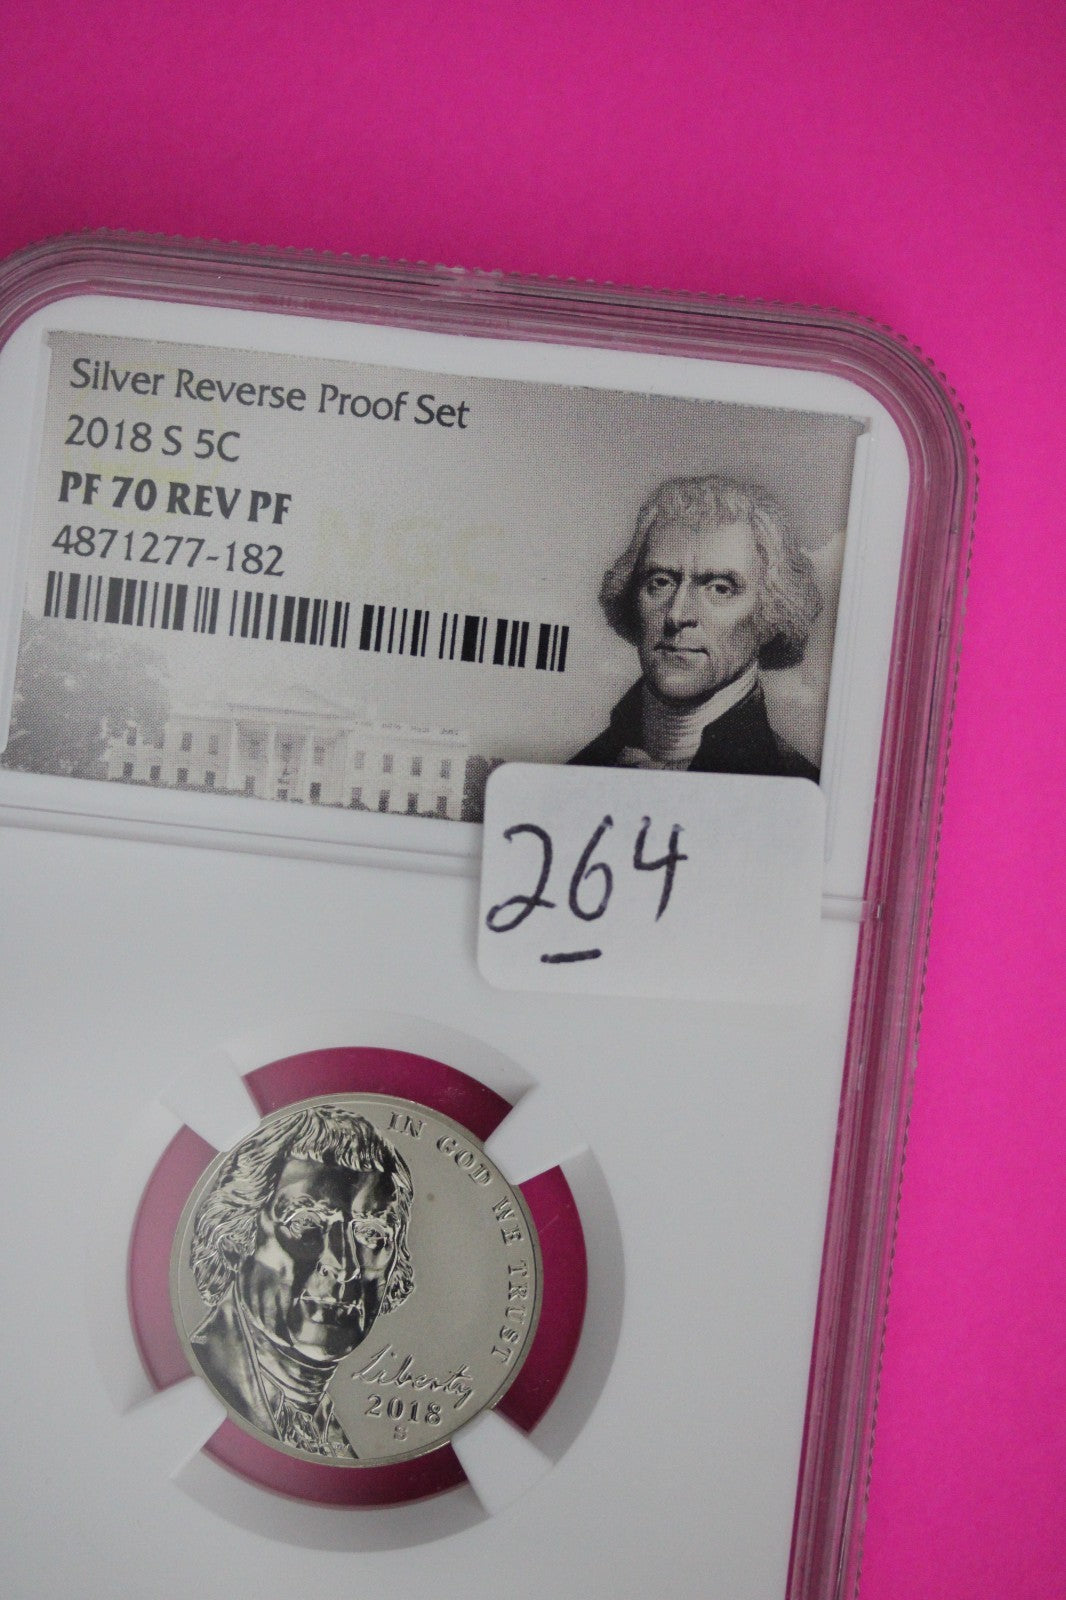 Silver Reverse Proof Set
2018 S 5C
PF 70 REV PF
4871277-182
NGC
264
IN GOD WE TRUST
Liberty
2018
S